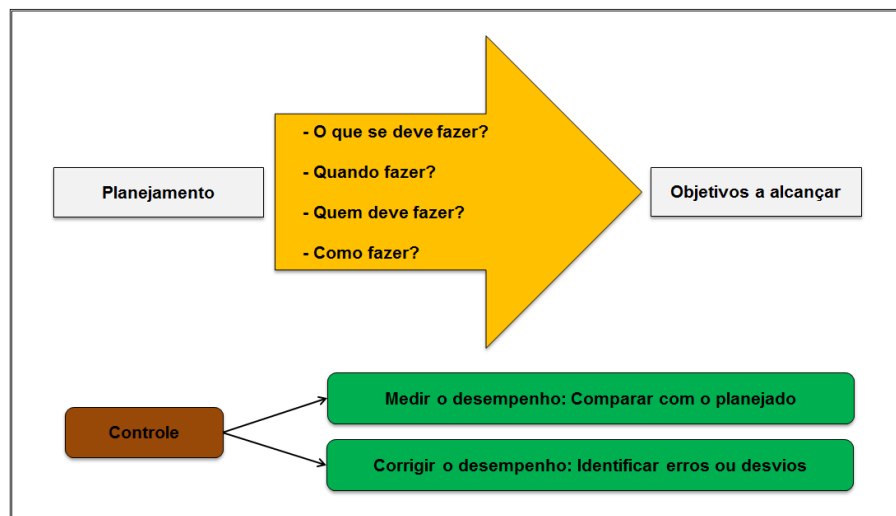 Planejamento
- O que se deve fazer?
- Quando fazer?
- Quem deve fazer?
- Como fazer?
Objetivos a alcançar
Controle
Medir o desempenho: Comparar com o planejado
Corrigir o desempenho: Identificar erros ou desvios